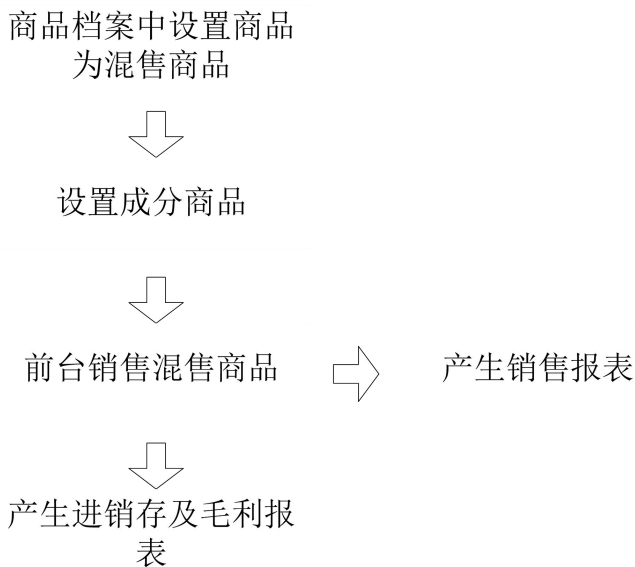 商品档案中设置商品
为混售商品
设置成分商品
前台销售混售商品
产生销售报表
产生进销存及毛利报
表